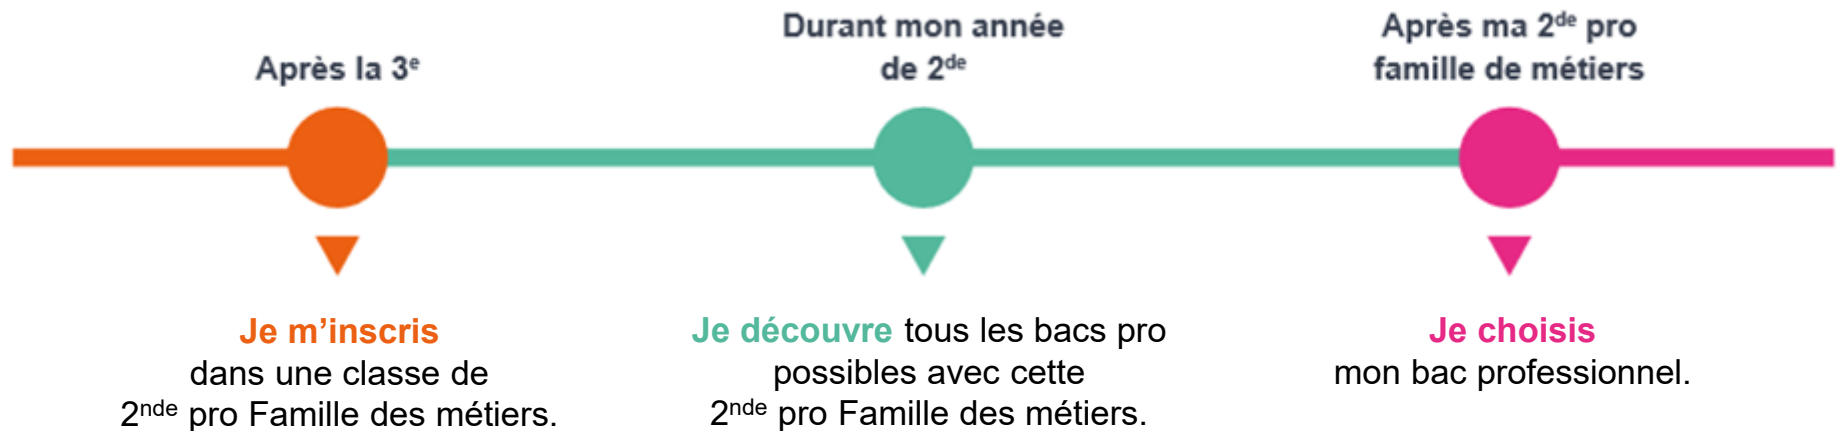 Après la 3e
Durant mon année
de 2de
Après ma 2de pro
famille de métiers
Je m’inscris
dans une classe de
2nde pro Famille des métiers.
Je découvre tous les bacs pro
possibles avec cette
2nde pro Famille des métiers.
Je choisis
mon bac professionnel.